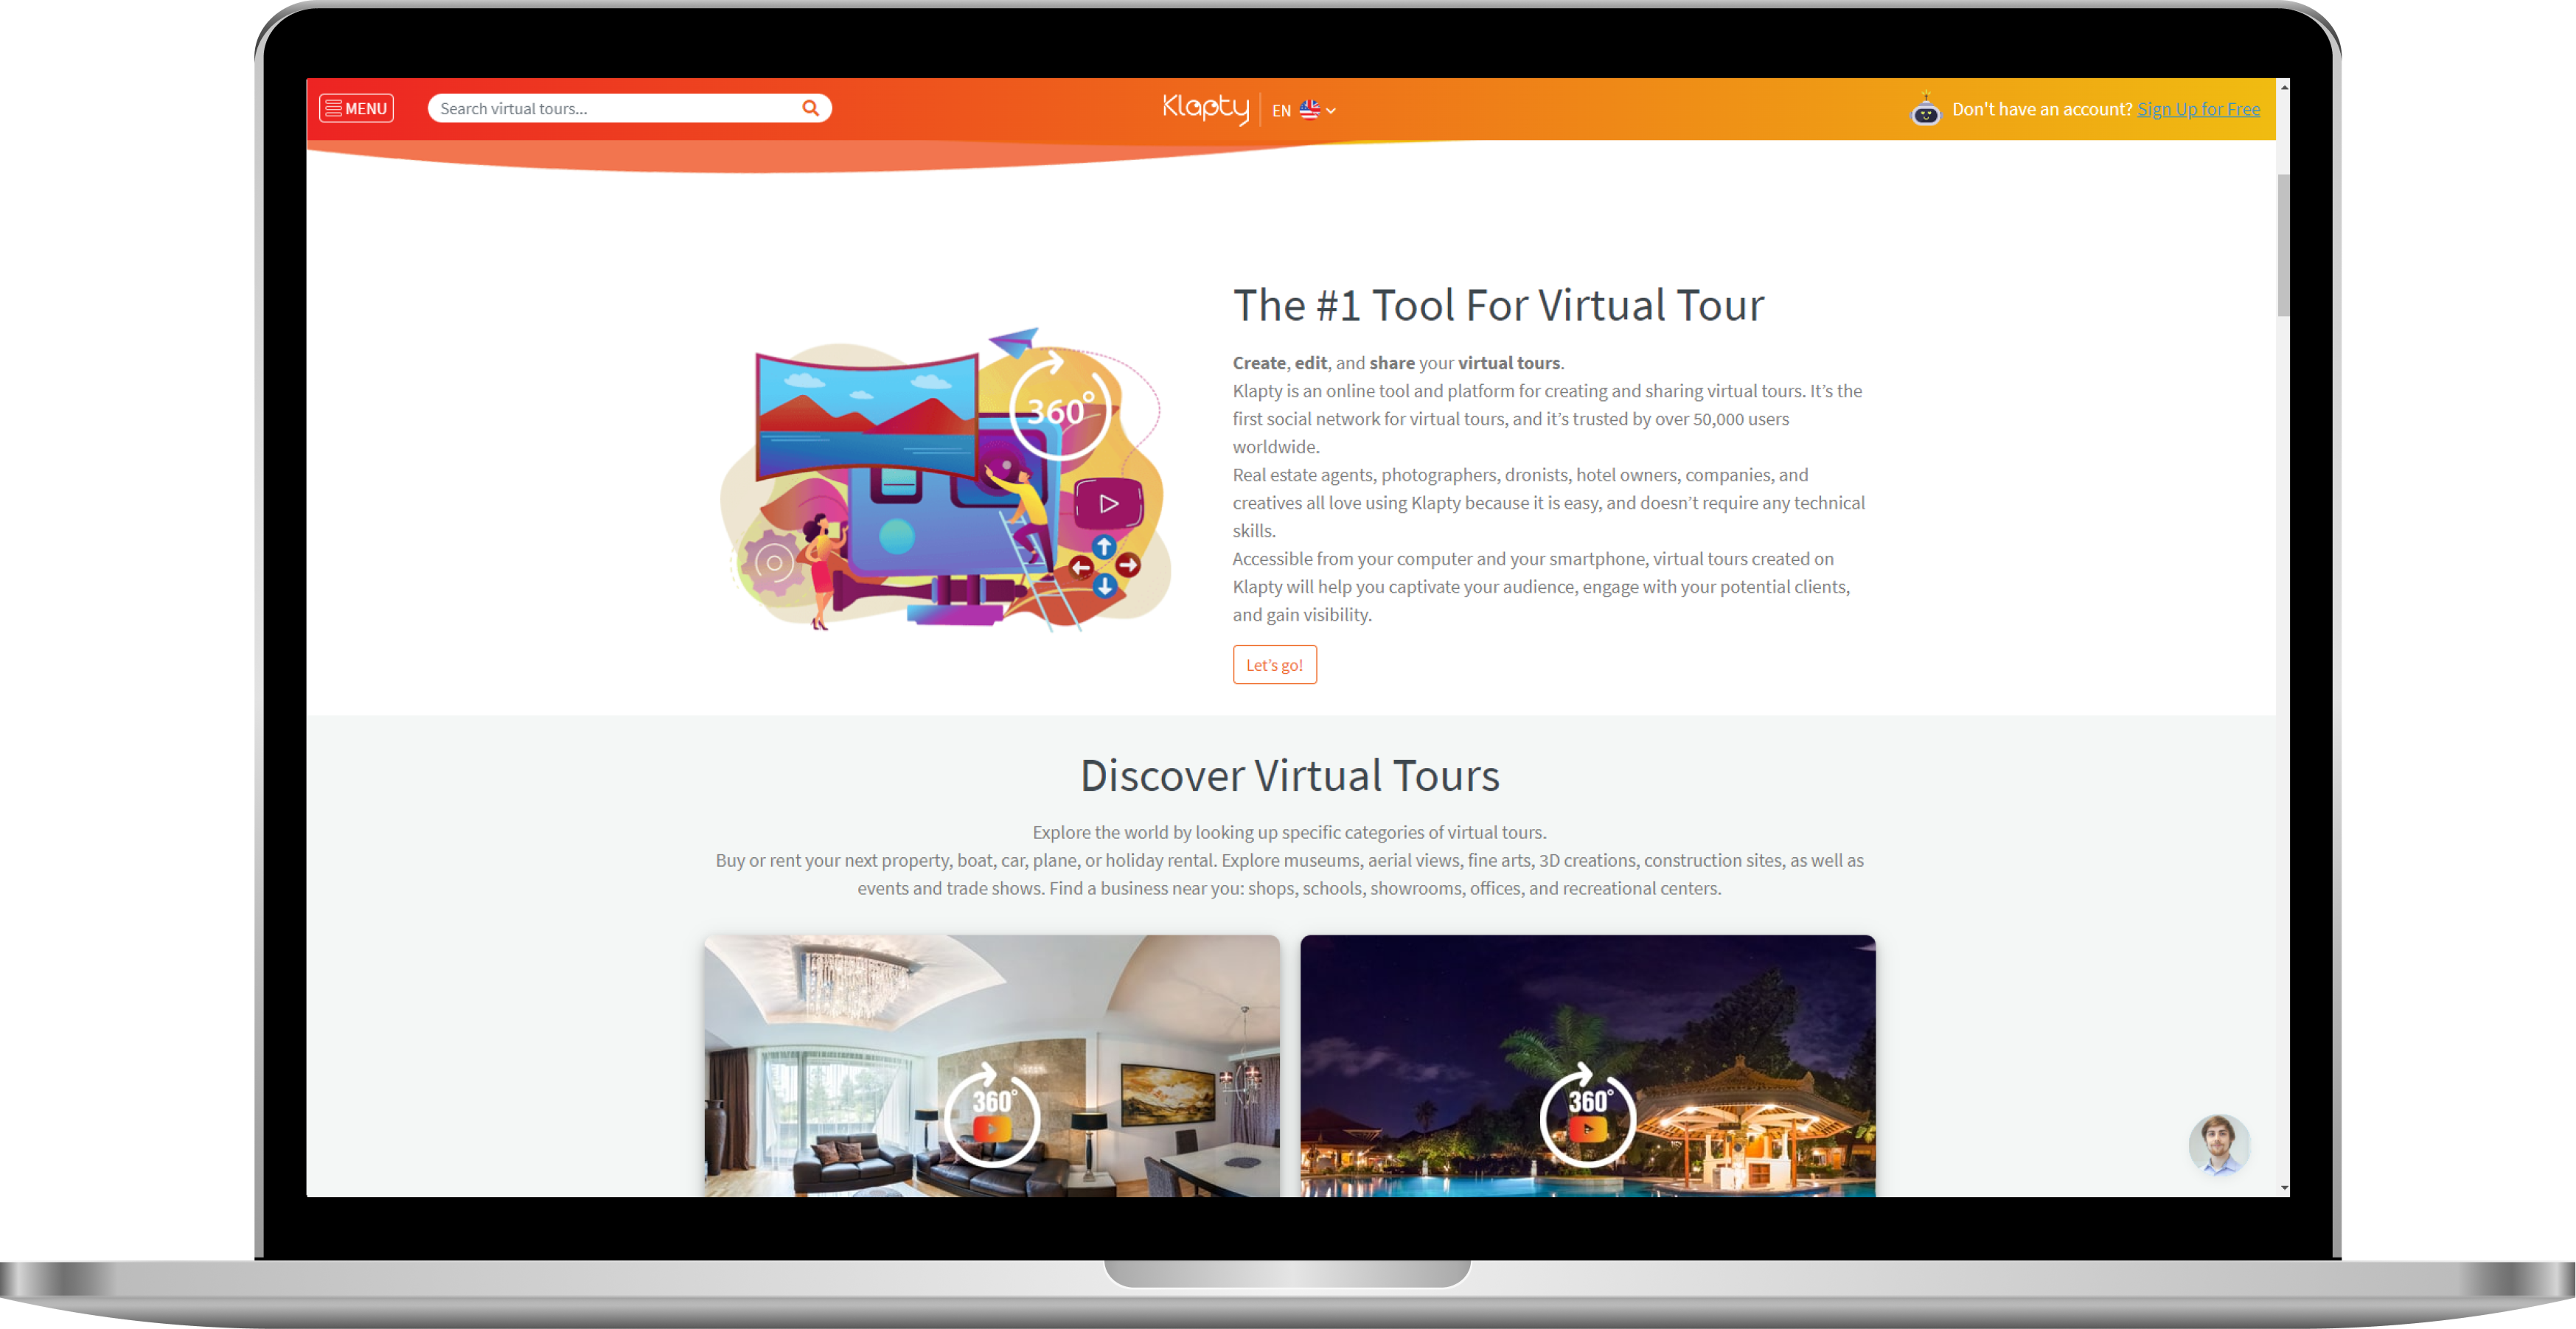 MENU
Search virtual tours...
Klapty
EN
Don't have an account? Sign Up for Free
The #1 Tool For Virtual Tour
Create, edit, and share your virtual tours.
Klapty is an online tool and platform for creating and sharing virtual tours. It’s the
first social network for virtual tours, and it’s trusted by over 50,000 users
worldwide.
Real estate agents, photographers, dronists, hotel owners, companies, and
creatives all love using Klapty because it is easy, and doesn’t require any technical
skills.
Accessible from your computer and your smartphone, virtual tours created on
Klapty will help you captivate your audience, engage with your potential clients,
and gain visibility.
Let’s go!
360°
Discover Virtual Tours
Explore the world by looking up specific categories of virtual tours.
Buy or rent your next property, boat, car, plane, or holiday rental. Explore museums, aerial views, fine arts, 3D creations, construction sites, as well as
events and trade shows. Find a business near you: shops, schools, showrooms, offices, and recreational centers.
360°
360°